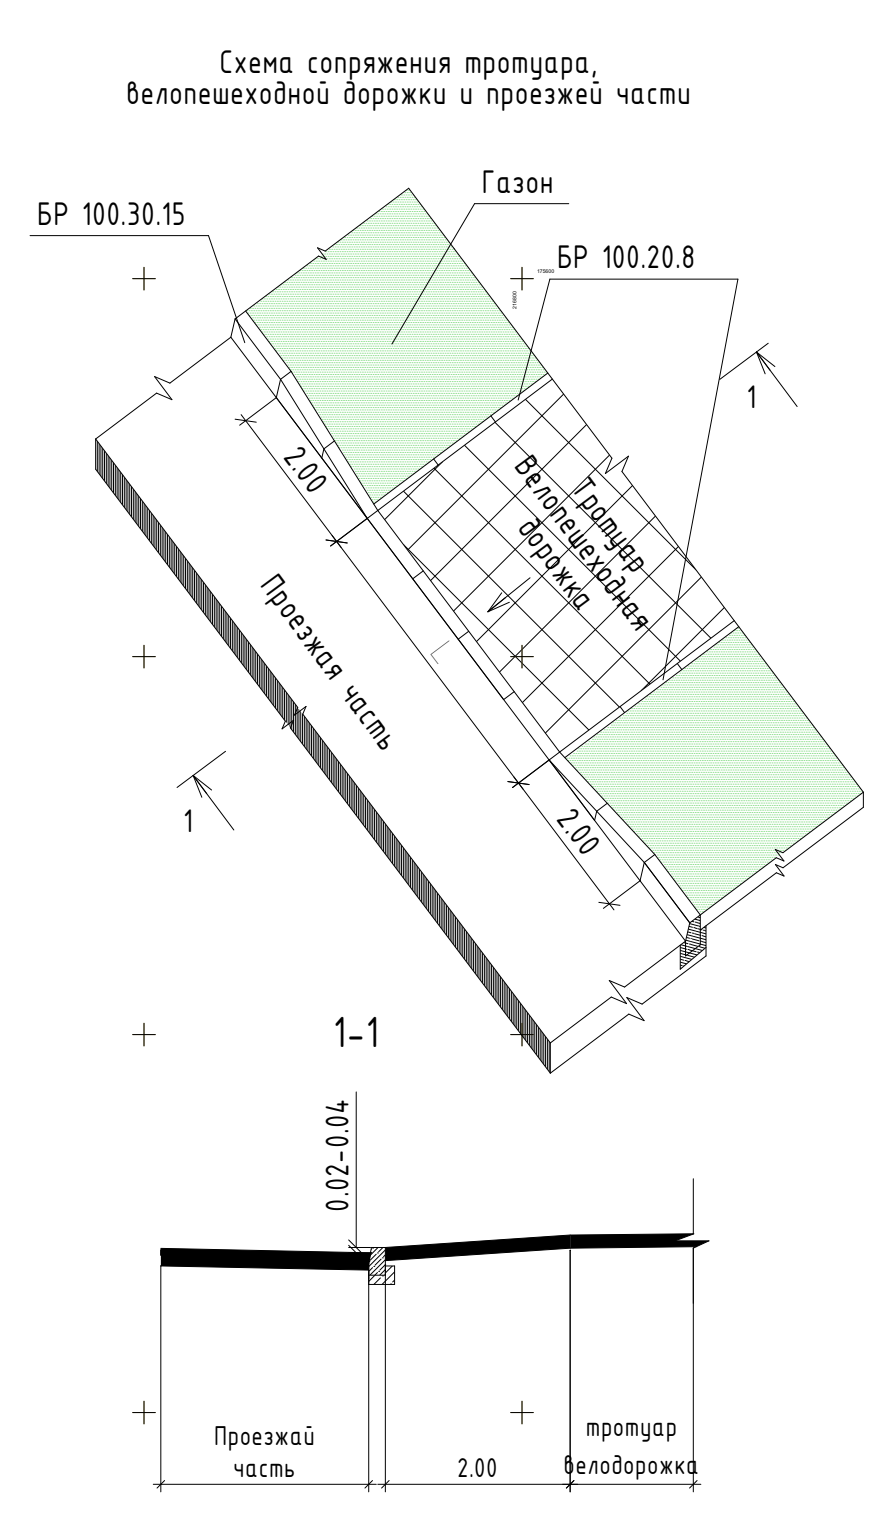 Схема сопряжения тротуара,
велопешеходной дорожки и проезжей части
Газон
БР 100.30.15
БР 100.20.8
175600
216600
1
2.00
Тротуар
Велопешеходная
дорожка
Проезжая часть
L
1
2.00
1-1
0.02-0.04
Проезжай
часть
2.00
тротуар
велодорожка